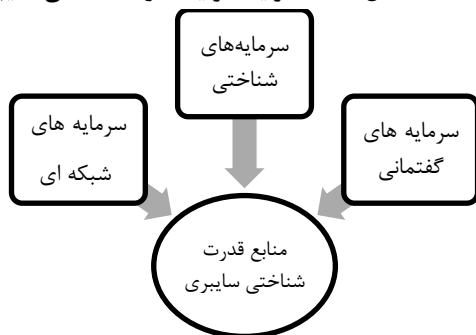 سرمایه‌های
شناختی
سرمایه های
گفتمانی
سرمایه های
شبکه ای
منابع قدرت
شناختی سایبری